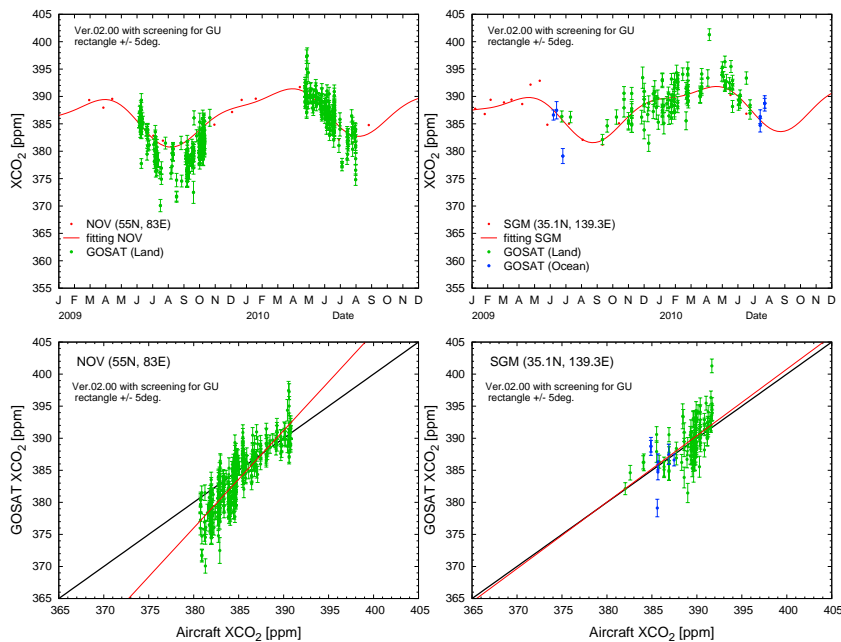 405
400
395
390
385
380
375
370
365
360
355
XCO2 [ppm]
Ver.02.00 with screening for GU
rectangle +/- 5deg.
NOV (55N, 83E)
fitting NOV
GOSAT (Land)
J F M A M J J A S O N D J F M A M J J A S O N D
2009 2010 Date
405
400
395
390
385
380
375
370
365
360
355
XCO2 [ppm]
Ver.02.00 with screening for GU
rectangle +/- 5deg.
SGM (35.1N, 139.3E)
fitting SGM
GOSAT (Land)
GOSAT (Ocean)
J F M A M J J A S O N D J F M A M J J A S O N D
2009 2010 Date
405
400
395
390
385
380
375
370
365
GOSAT XCO2 [ppm]
NOV (55N, 83E)
Ver.02.00 with screening for GU
rectangle +/- 5deg.
365 370 375 380 385 390 395 400 405
Aircraft XCO2 [ppm]
405
400
395
390
385
380
375
370
365
GOSAT XCO2 [ppm]
SGM (35.1N, 139.3E)
Ver.02.00 with screening for GU
rectangle +/- 5deg.
365 370 375 380 385 390 395 400 405
Aircraft XCO2 [ppm]